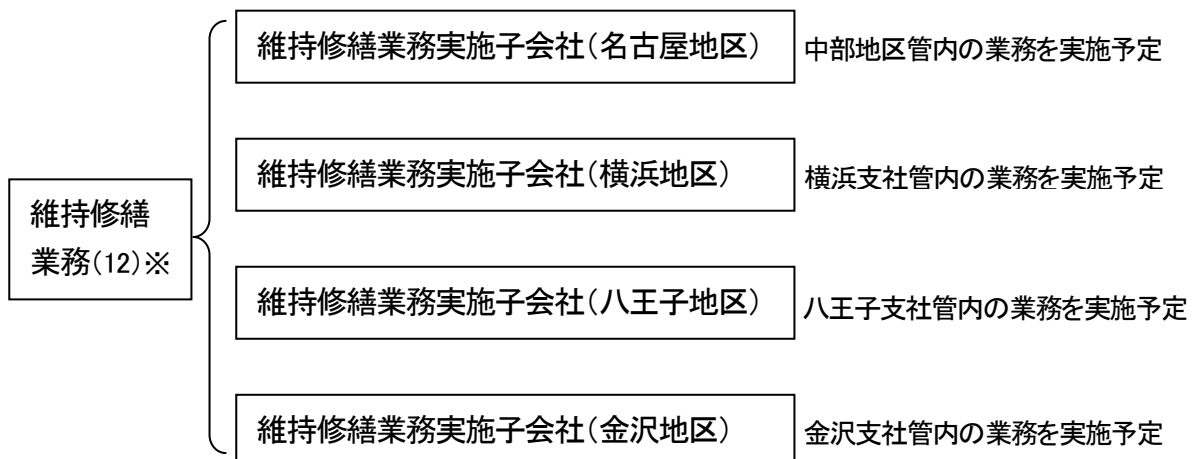 維持修繕業務実施子会社(名古屋地区)
中部地区管内の業務を実施予定
維持修繕業務実施子会社(横浜地区)
横浜支社管内の業務を実施予定
維持修繕
業務(12)※
維持修繕業務実施子会社(八王子地区)
八王子支社管内の業務を実施予定
維持修繕業務実施子会社(金沢地区)
金沢支社管内の業務を実施予定